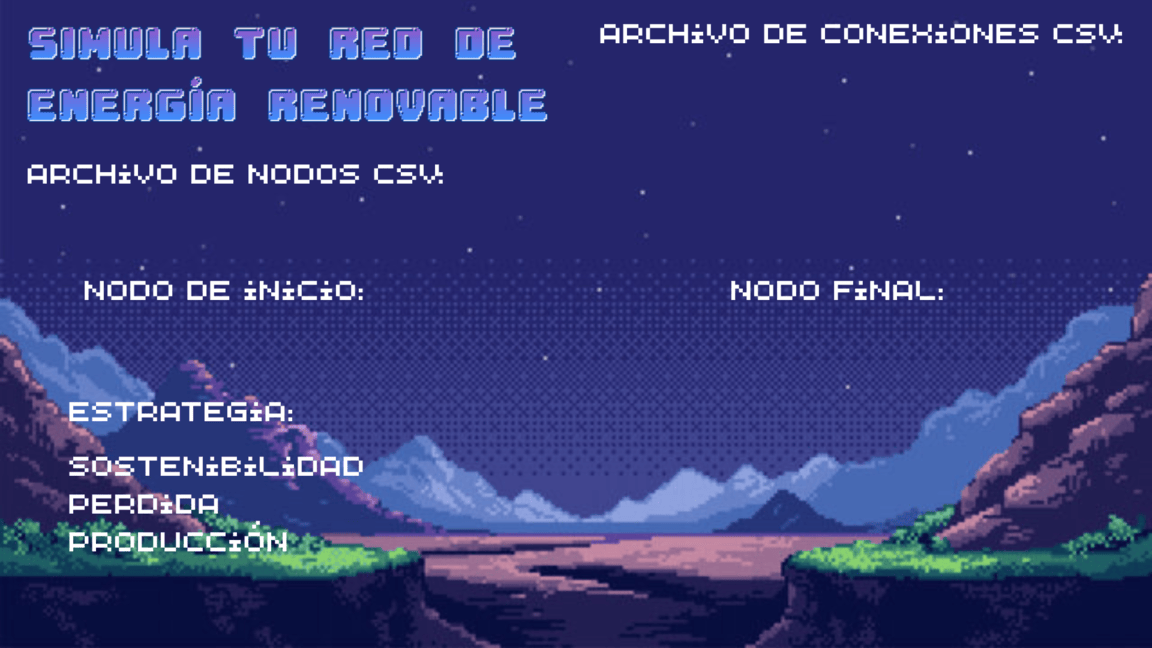 SIMULA TU RED DE
ENERGÍA RENOVABLE
ARCHIVO DE CONEXIONES CSV:
ARCHIVO DE NODOS CSV:
NODO DE INICIO:
NODO FINAL:
ESTRATEGIA:
SOSTENIBILIDAD
PERDIDA
PRODUCCIÓN